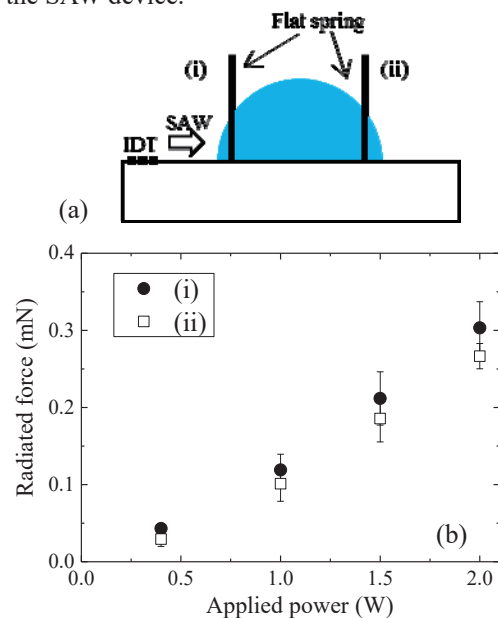 the SAW device.
Flat spring
(i)
(ii)
SAW
IDT
(a)
0.4
(i)
(ii)
0.3
0.2
0.1
0.0
Radiated force (mN)
(b)
0.0 0.5 1.0 1.5 2.0
Applied power (W)